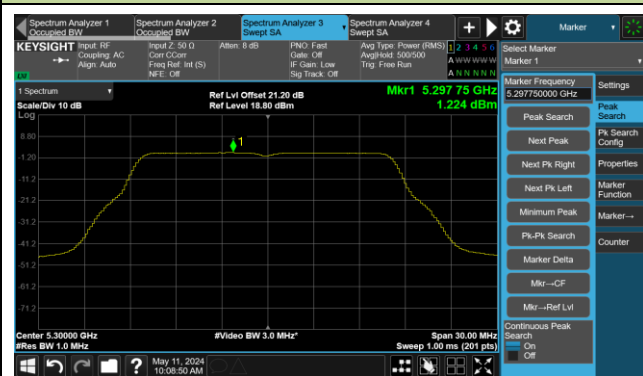 Spectrum Analyzer 1
Occupied BW
Spectrum Analyzer 2
Occupied BW
Spectrum Analyzer 3
Swept SA
Spectrum Analyzer 4
Swept SA
+
Marker
KEYSIGHT
Input: RF
Coupling: AC
Align: Auto
Input Z: 50 Ω
Corr CCorr
Freq Ref: Int (S)
NFE: Off
Atten: 8 dB
PNO: Fast
Gate: Off
IF Gain: Low
Sig Track: Off
Avg Type: Power (RMS)
Avg|Hold: 500/500
Trig: Free Run
1 2 3 4 5 6
A W W W W W
A N N N N N
LXI
Select Marker
Marker 1
1 Spectrum
Scale/Div 10 dB
Log
Ref Lvl Offset 21.20 dB
Ref Level 18.80 dBm
Mkr1 5.297 75 GHz
1.224 dBm
8.80
-1.20
-11.2
-21.2
-31.2
-41.2
-51.2
-61.2
-71.2
1
Center 5.30000 GHz
#Res BW 1.0 MHz
#Video BW 3.0 MHz*
Span 30.00 MHz
Sweep 1.00 ms (201 pts)
Marker Frequency
5.297750000 GHz
Peak Search
Next Peak
Next Pk Right
Next Pk Left
Minimum Peak
Pk-Pk Search
Marker Delta
Mkr→CF
Mkr→Ref Lvl
Continuous Peak
Search
On
Off
Settings
Peak
Search
Pk Search
Config
Properties
Marker
Function
Marker→
Counter
?
May 11, 2024
10:08:50 AM